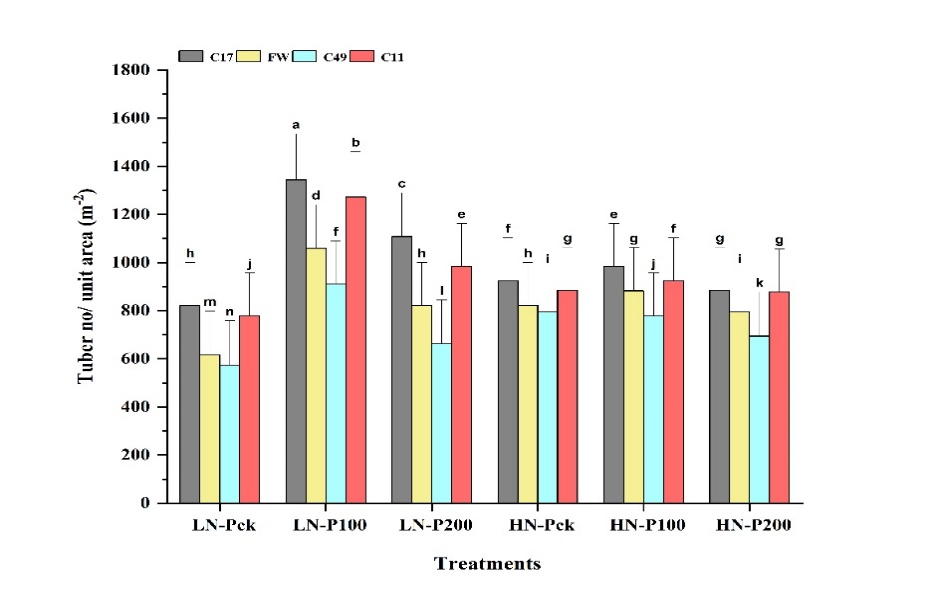 C17 FW C49 C11
1800
1600
1400
1200
1000
800
600
400
200
0
Tuber no/ unit area (m-2)
h m n j
a d f b
c h l e
f h i g
e g j f
g i k g
LN-Pck LN-P100 LN-P200 HN-Pck HN-P100 HN-P200
Treatments